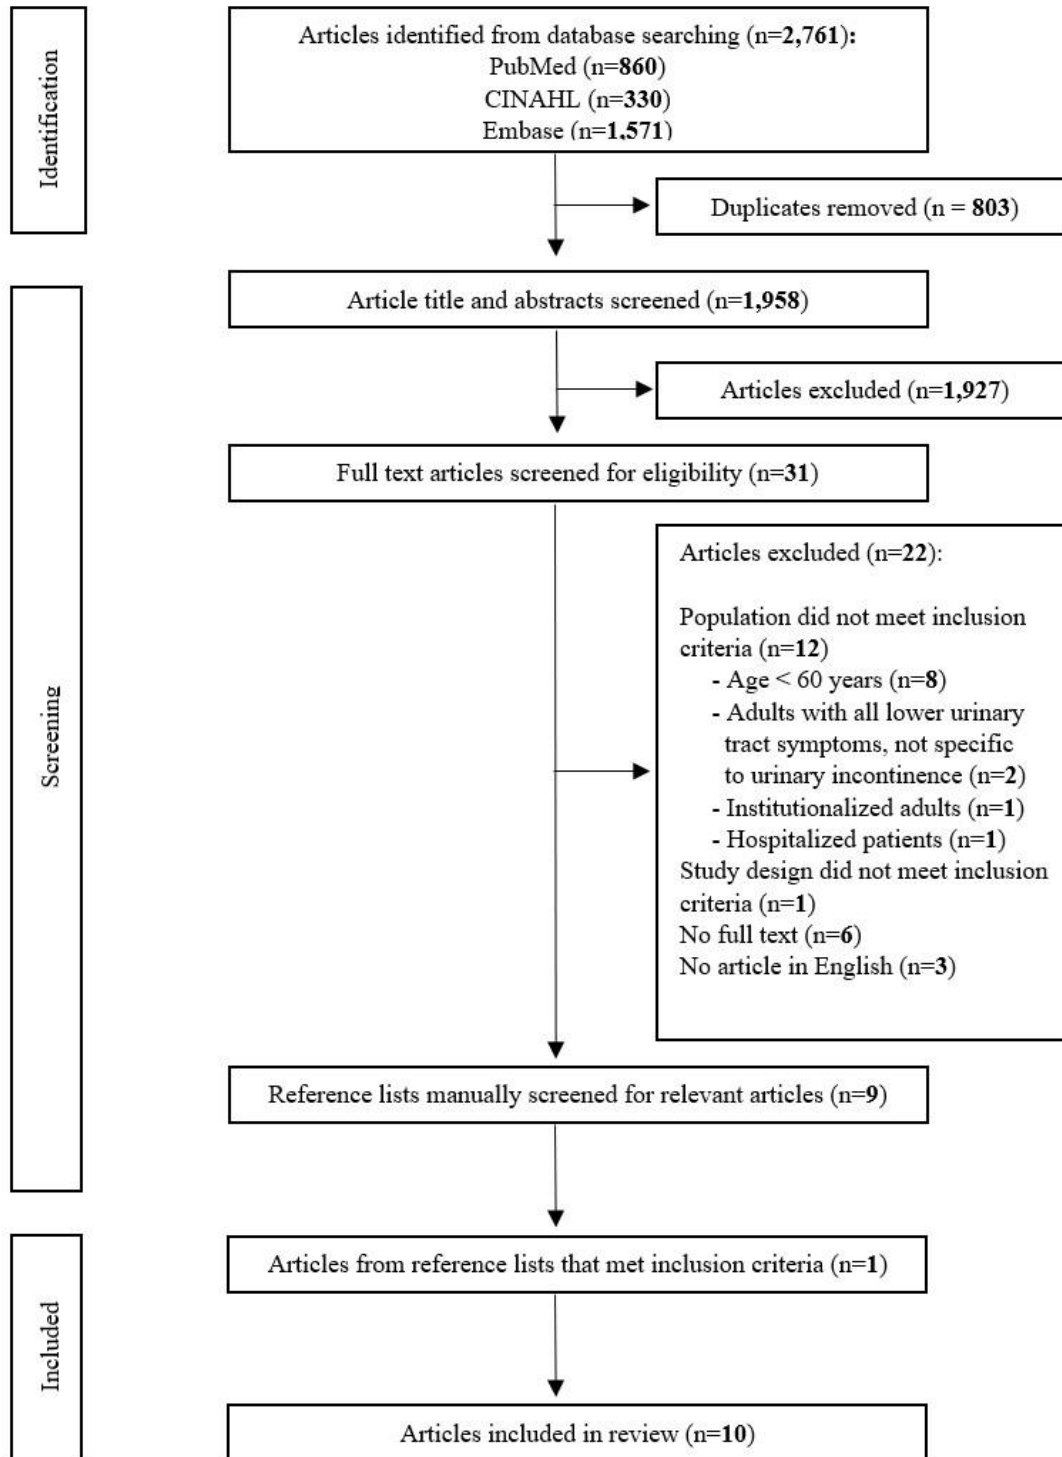 Identification
Articles identified from database searching (n=2,761):
PubMed (n=860)
CINAHL (n=330)
Embase (n=1,571)
Duplicates removed (n = 803)
Screening
Article title and abstracts screened (n=1,958)
Articles excluded (n=1,927)
Full text articles screened for eligibility (n=31)
Articles excluded (n=22):
Population did not meet inclusion
criteria (n=12)
- Age < 60 years (n=8)
- Adults with all lower urinary
tract symptoms, not specific
to urinary incontinence (n=2)
- Institutionalized adults (n=1)
- Hospitalized patients (n=1)
Study design did not meet inclusion
criteria (n=1)
No full text (n=6)
No article in English (n=3)
Reference lists manually screened for relevant articles (n=9)
Included
Articles from reference lists that met inclusion criteria (n=1)
Articles included in review (n=10)